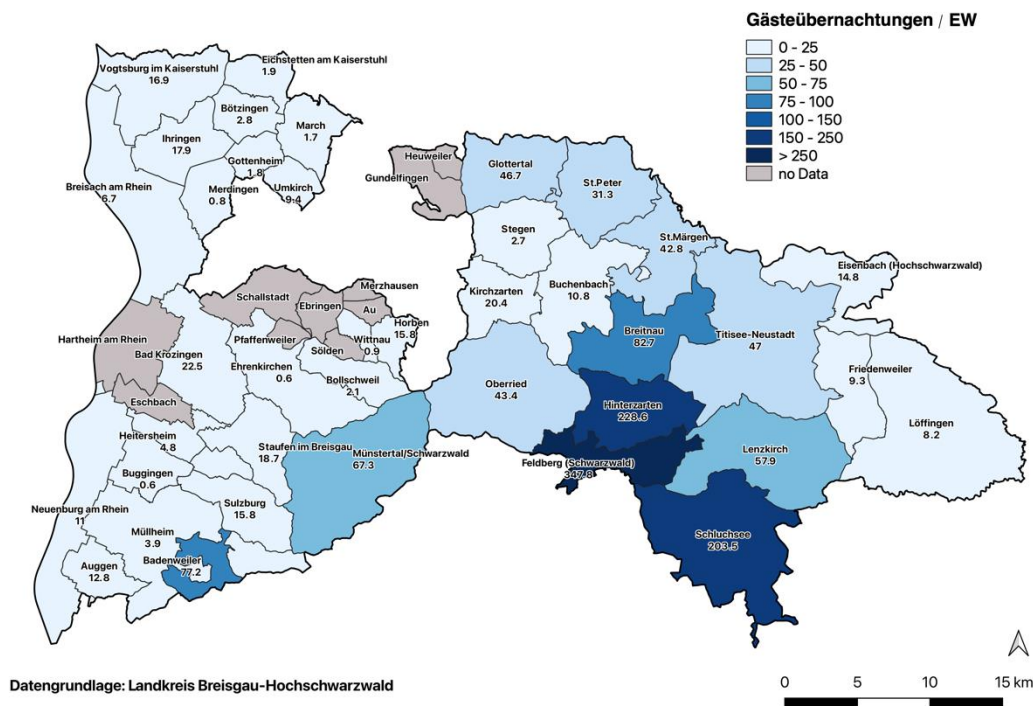 Gästeübernachtungen / EW
0 - 25
25 - 50
50 - 75
75 - 100
100 - 150
150 - 250
> 250
no Data
Vogtsburg im Kaiserstuhl
16.9
Eichstetten am Kaiserstuhl
1.9
Bötzingen
2.8
March
1.7
Ihringen
17.9
Gottenheim
1.8
Breisach am Rhein
6.7
Merdingen
0.8
Umkirch
9.4
Heuweiler
Gundelfingen
Glottertal
46.7
St.Peter
31.3
Stegen
2.7
St.Märgen
42.8
Eisenbach (Hochschwarzwald)
14.8
Kirchzarten
20.4
Buchenbach
10.8
Merzhausen
Schallstadt
Ebringen
Au
Horben
15.8
Hartheim am Rhein
Bad Krozingen
22.5
Pfaffenweiler
Wittnau
0.9
Sölden
Breitnau
82.7
Titisee-Neustadt
47
Ehrenkirchen
0.6
Bollschweil
2.1
Friedenweiler
9.3
Oberried
43.4
Eschbach
Hinterzarten
228.6
Löffingen
8.2
Heitersheim
4.8
Staufen im Breisgau
18.7
Münstertal/Schwarzwald
67.3
Feldberg (Schwarzwald)
347.8
Lenzkirch
57.9
Buggingen
0.6
Neuenburg am Rhein
11
Sulzburg
15.8
Müllheim
3.9
Schluchsee
203.5
Badenweiler
77.2
Auggen
12.8
Datengrundlage: Landkreis Breisgau-Hochschwarzwald
0 5 10 15 km